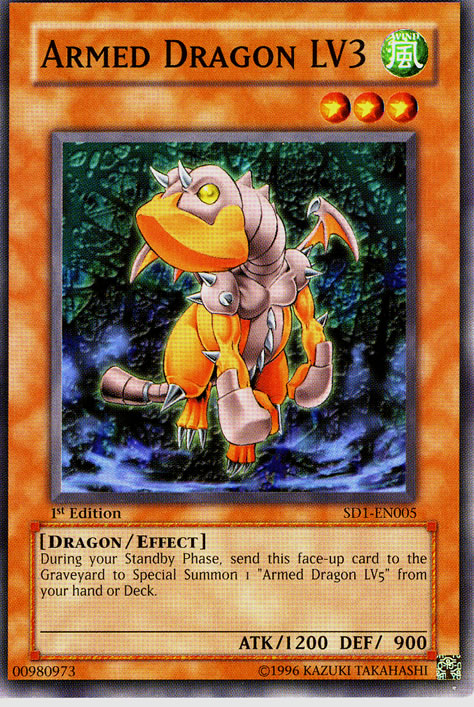 ARMED DRAGON LV3
WIND
風
1st Edition
SD1-EN005
[DRAGON/EFFECT]
During your Standby Phase, send this face-up card to the
Graveyard to Special Summon 1 "Armed Dragon LV5" from
your hand or Deck.
ATK/1200 DEF/ 900
00980973
©1996 KAZUKI TAKAHASHI